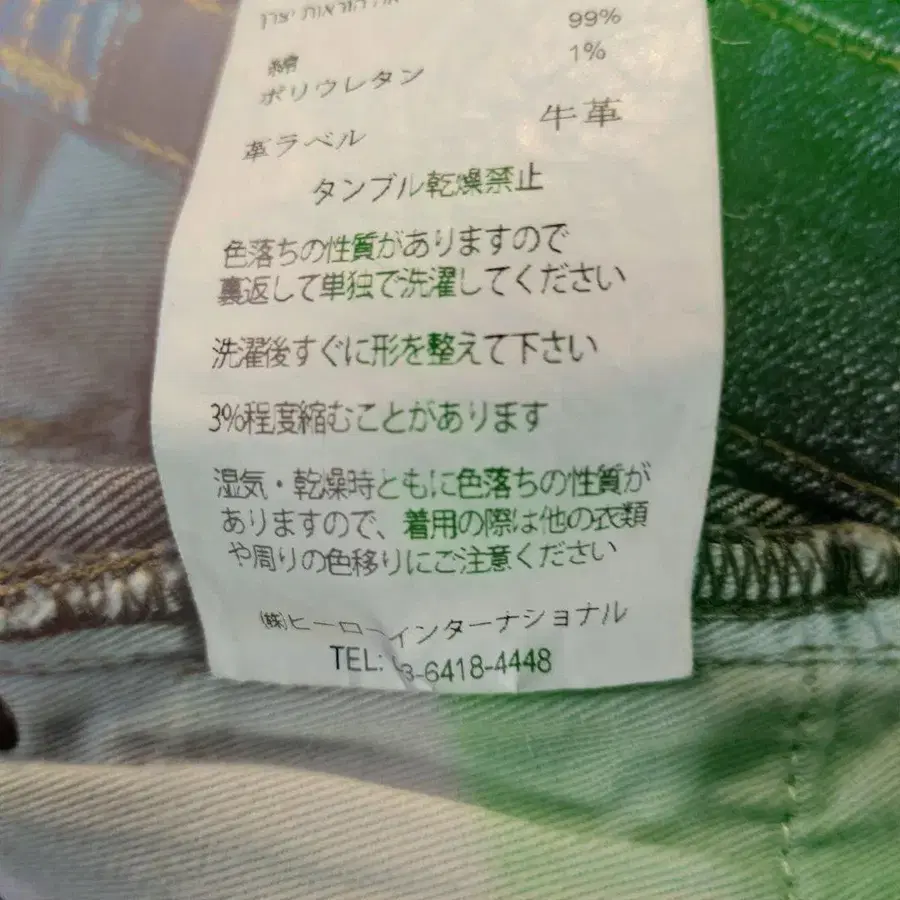 הוראות יצרן
綿 99%
ポリウレタン 1%
革ラベル 牛革
タンブル乾燥禁止
色落ちの性質がありますので
裏返して単独で洗濯してください
洗濯後すぐに形を整えて下さい
3%程度縮むことがあります
湿気・乾燥時ともに色落ちの性質が
ありますので、着用の際は他の衣類
や周りの色移りにご注意ください
㈱ヒーローインターナショナル
TEL: 3-6418-4448